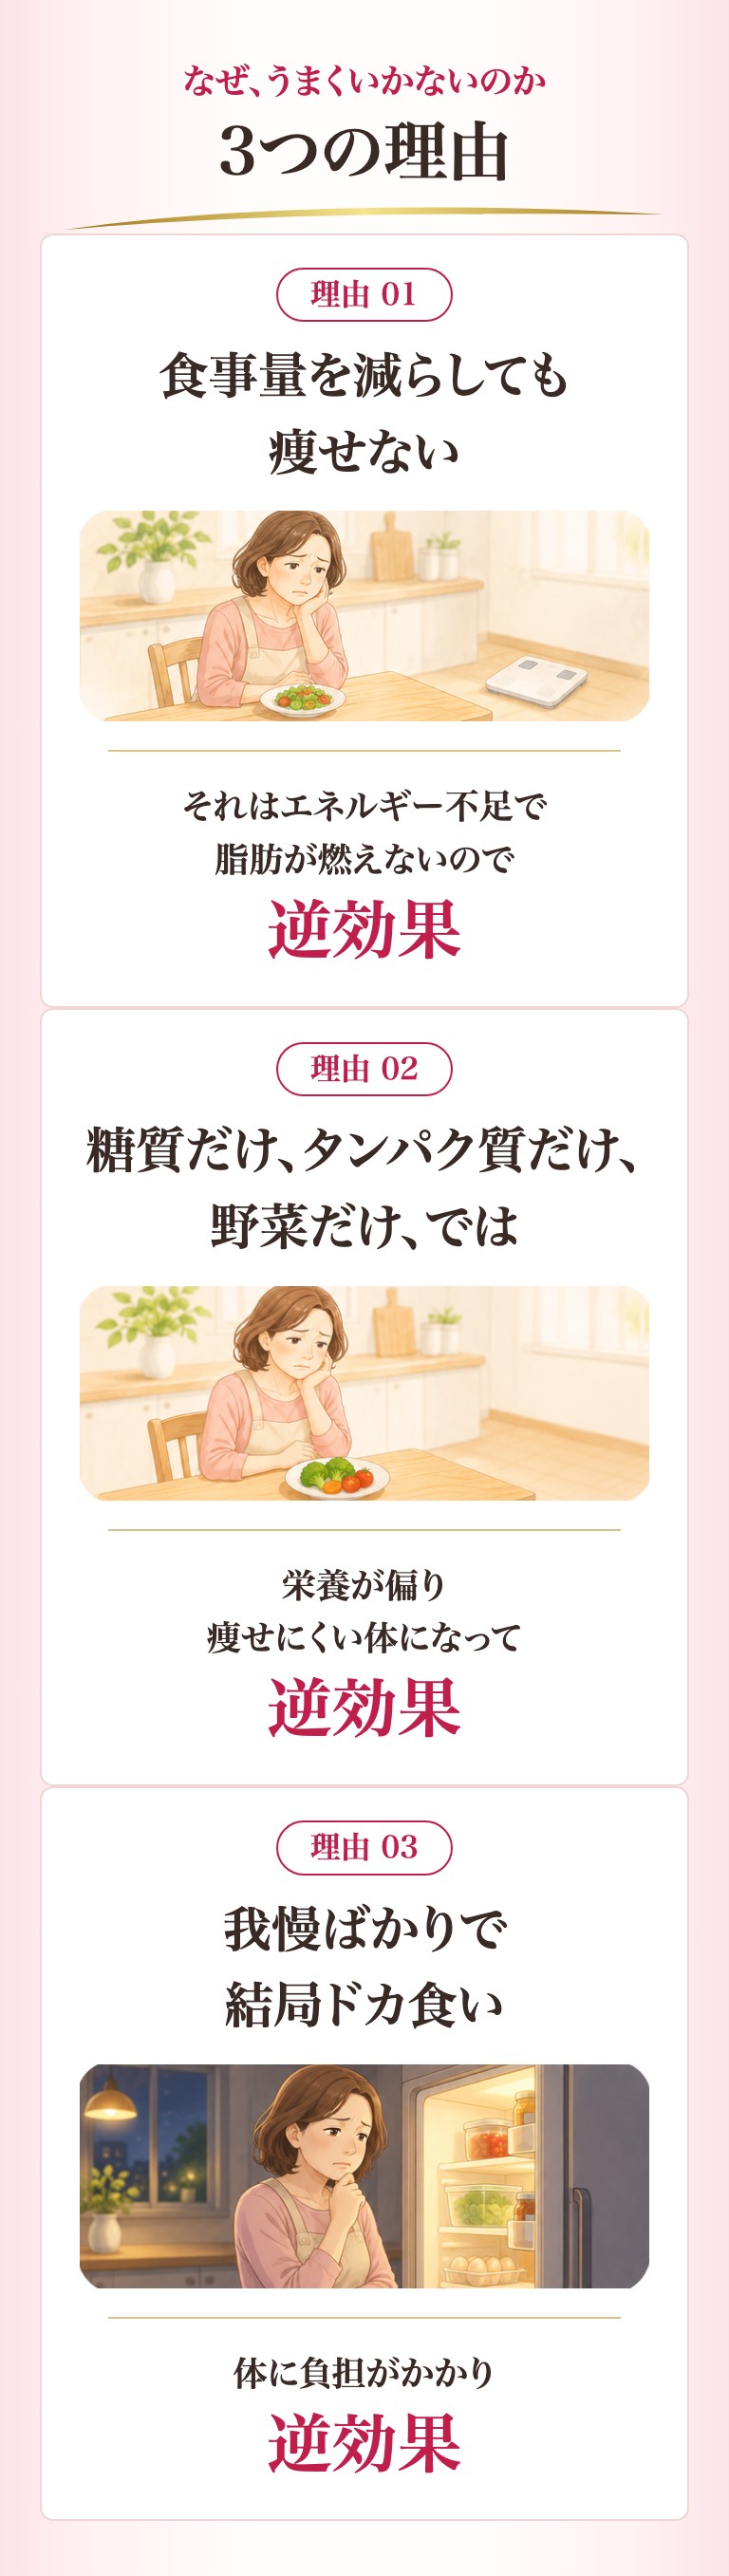 なぜ、うまくいかないのか
3つの理由
理由 01
食事量を減らしても
痩せない
それはエネルギー不足で
脂肪が燃えないので
逆効果
理由 02
糖質だけ、タンパク質だけ、
野菜だけ、では
栄養が偏り
痩せにくい体になって
逆効果
理由 03
我慢ばかりで
結局ドカ食い
体に負担がかかり
逆効果